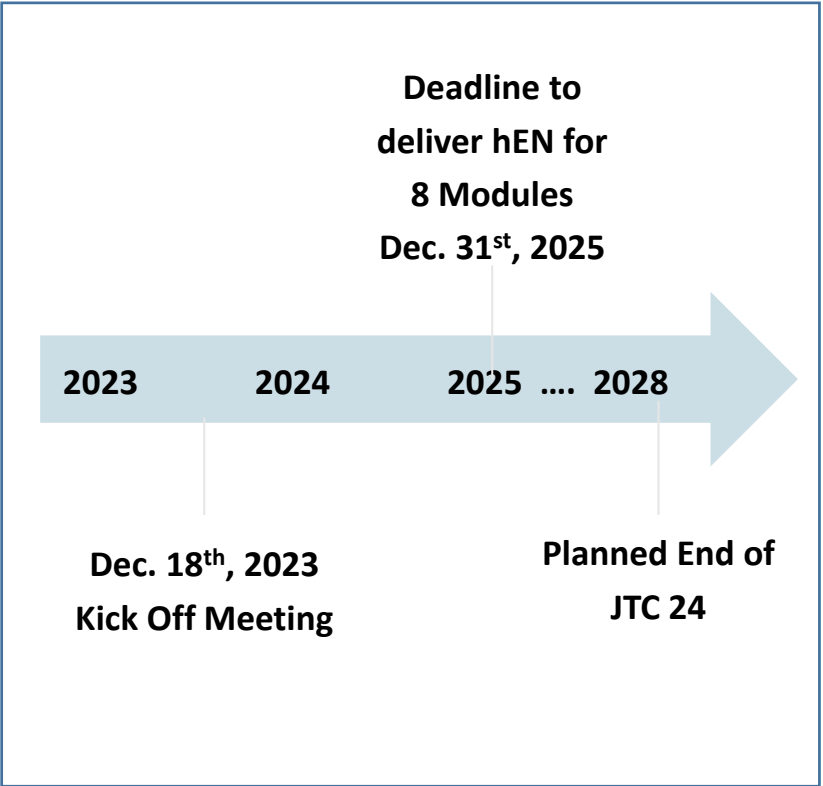 Deadline to
deliver hEN for
8 Modules
Dec. 31st, 2025
2023 2024 2025 .... 2028
Dec. 18th, 2023
Kick Off Meeting
Planned End of
JTC 24